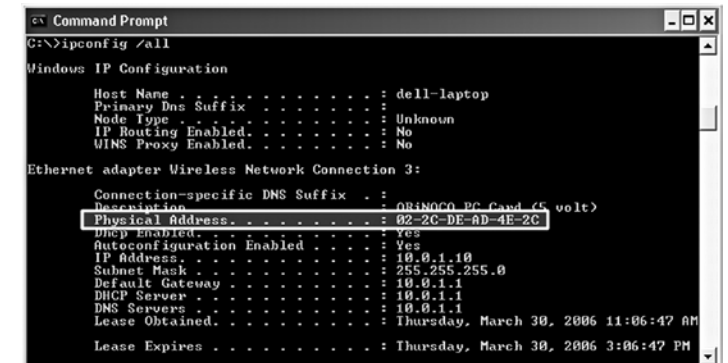 Command Prompt
C:\>ipconfig /all
Windows IP Configuration
Host Name . . . . . . . . . . . . : dell-laptop
Primary Dns Suffix . . . . . . . :
Node Type . . . . . . . . . . . . : Unknown
IP Routing Enabled. . . . . . . . : No
WINS Proxy Enabled. . . . . . . . : No
Ethernet adapter Wireless Network Connection 3:
Connection-specific DNS Suffix . :
Description . . . . . . . . . . . : ORiNOCO PC Card (5 volt)
Physical Address. . . . . . . . . : 02-2C-DE-AD-4E-2C
Dhcp Enabled. . . . . . . . . . . : Yes
Autoconfiguration Enabled . . . . : Yes
IP Address. . . . . . . . . . . . : 10.0.1.10
Subnet Mask . . . . . . . . . . . : 255.255.255.0
Default Gateway . . . . . . . . . : 10.0.1.1
DHCP Server . . . . . . . . . . . : 10.0.1.1
DNS Servers . . . . . . . . . . . : 10.0.1.1
Lease Obtained. . . . . . . . . . : Thursday, March 30, 2006 11:06:47 AM
Lease Expires . . . . . . . . . . : Thursday, March 30, 2006 3:06:47 PM